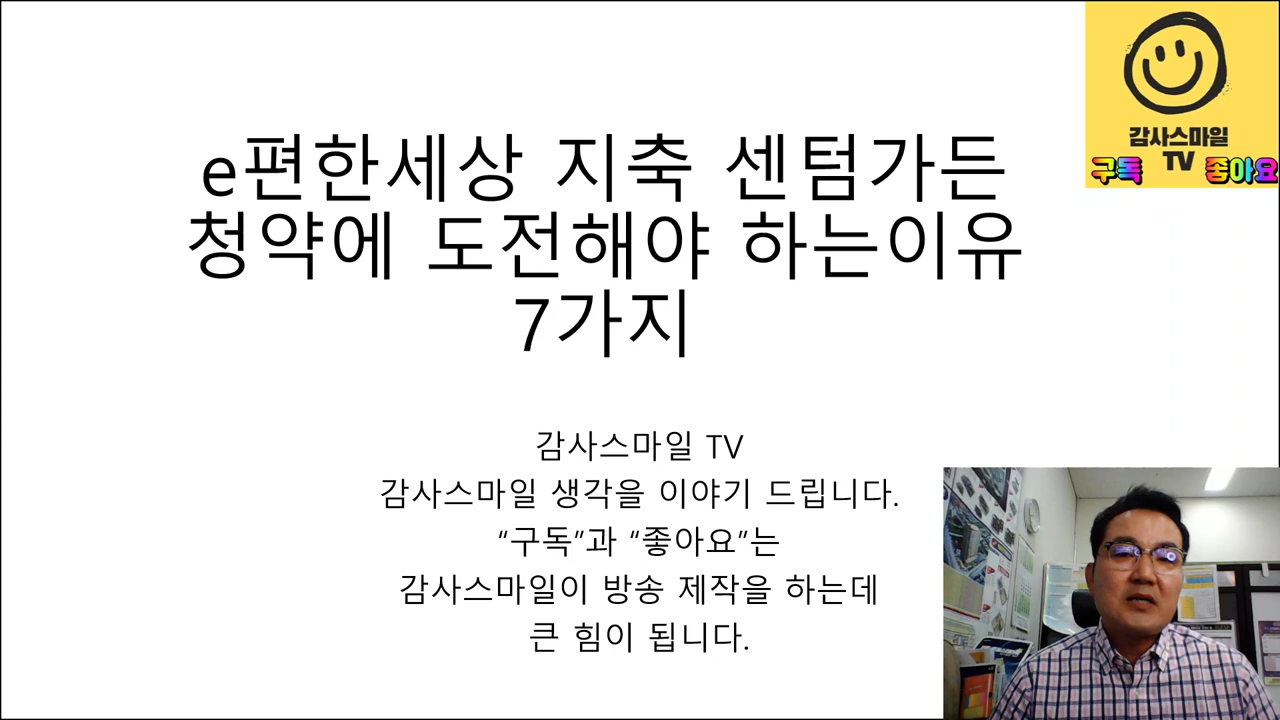 e편한세상 지축 센텀가든
청약에 도전해야 하는이유
7가지
감사스마일 TV
감사스마일 생각을 이야기 드립니다.
“구독”과 “좋아요”는
감사스마일이 방송 제작을 하는데
큰 힘이 됩니다.
감사스마일
TV
구독 좋아요